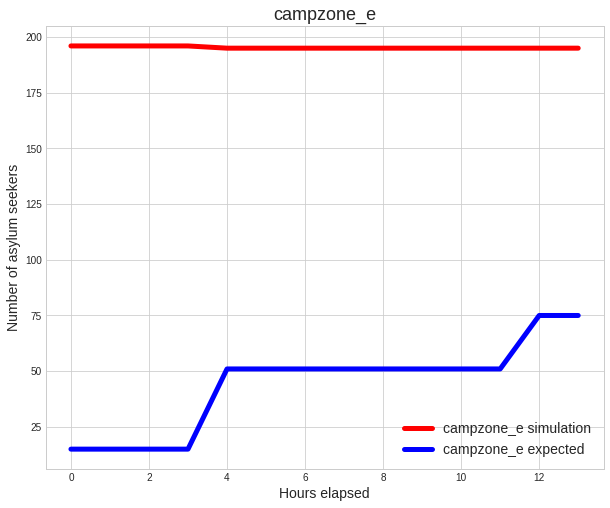 campzone_e
200
175
150
125
100
75
50
25
Number of asylum seekers
0 2 4 6 8 10 12
Hours elapsed
campzone_e simulation
campzone_e expected